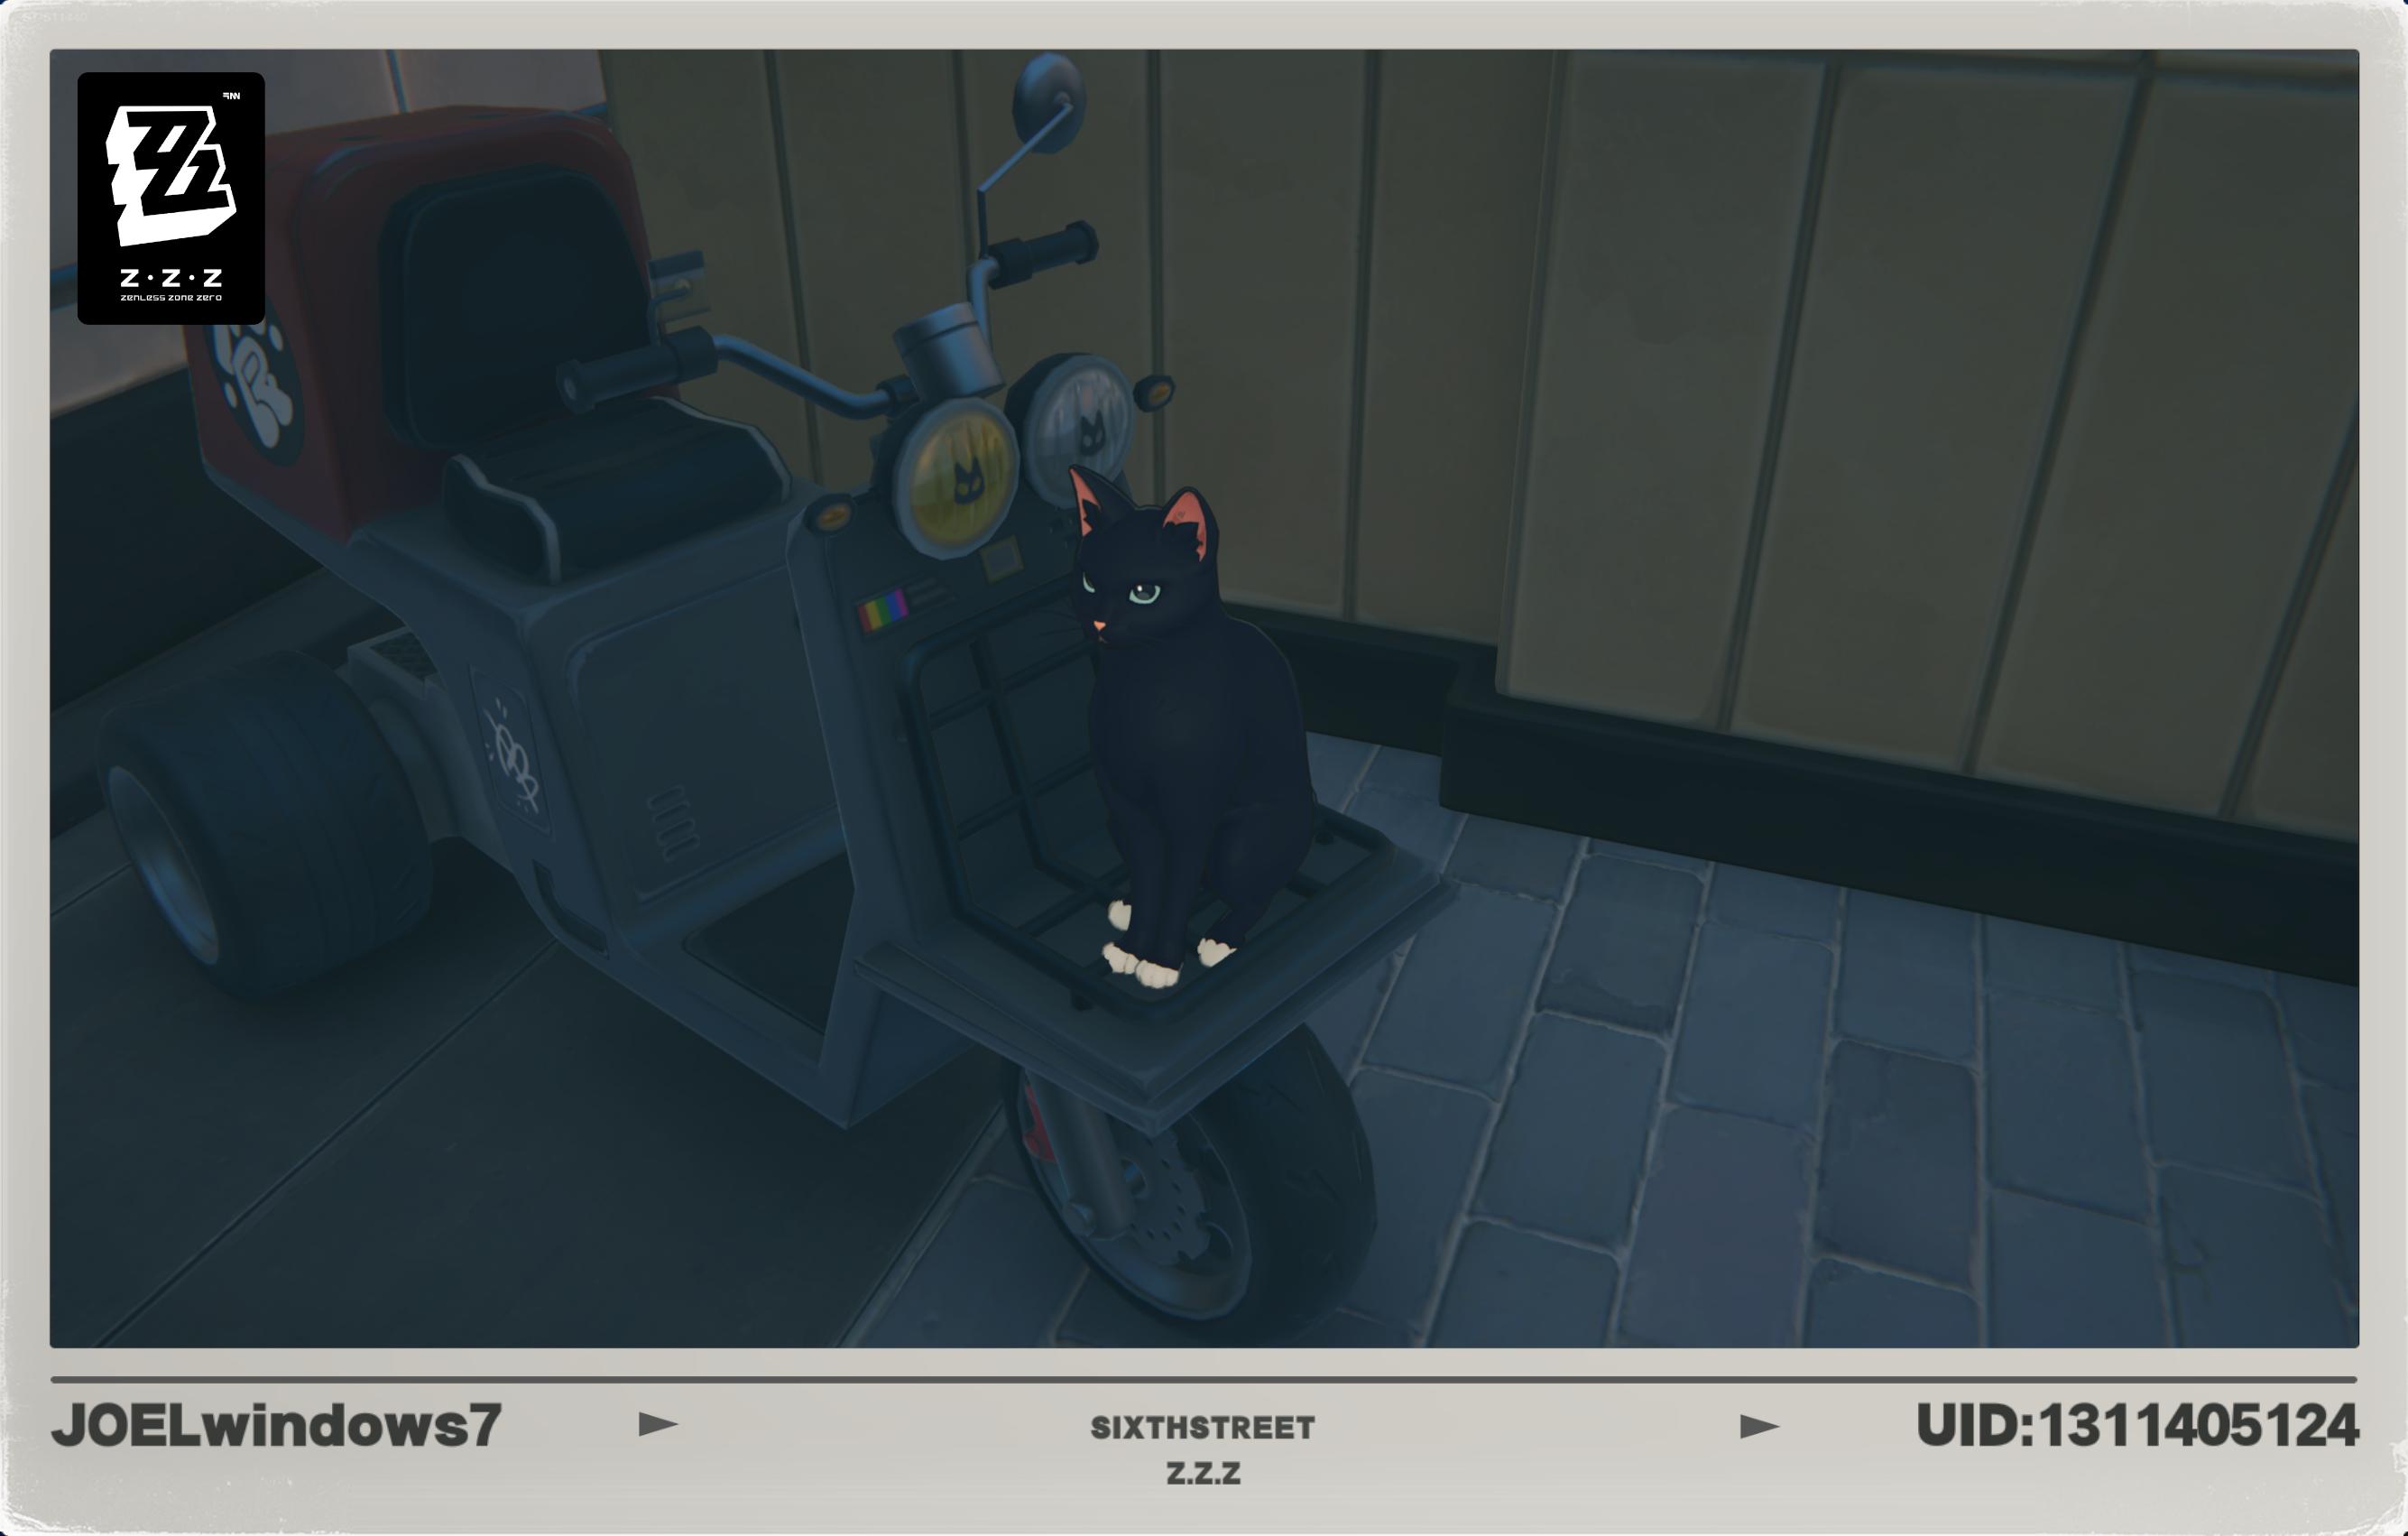 Z·Z·Z
ZENLESS ZONE ZERO
JOELwindows7
SIXTHSTREET
Z.Z.Z
UID:1311405124